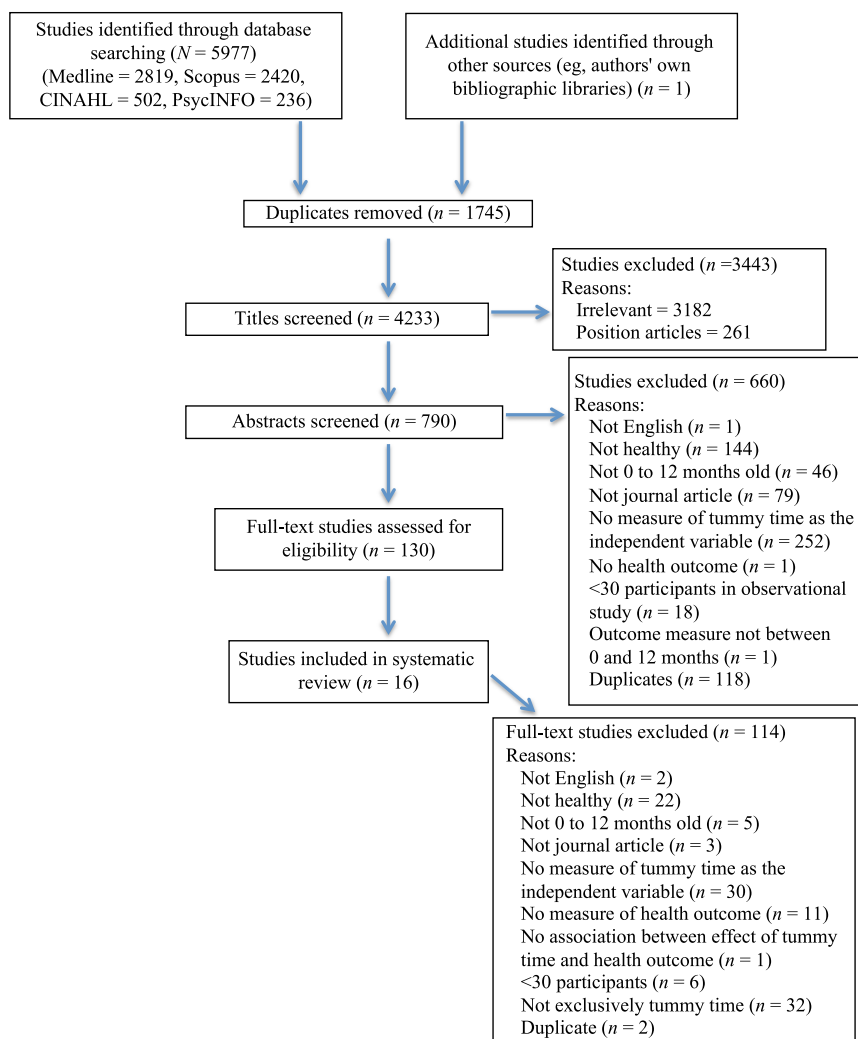 Studies identified through database
searching (N = 5977)
(Medline = 2819, Scopus = 2420,
CINAHL = 502, PsycINFO = 236)
Additional studies identified through
other sources (eg, authors' own
bibliographic libraries) (n = 1)
Duplicates removed (n = 1745)
Titles screened (n = 4233)
Studies excluded (n =3443)
Reasons:
Irrelevant = 3182
Position articles = 261
Abstracts screened (n = 790)
Studies excluded (n = 660)
Reasons:
Not English (n = 1)
Not healthy (n = 144)
Not 0 to 12 months old (n = 46)
Not journal article (n = 79)
No measure of tummy time as the
independent variable (n = 252)
No health outcome (n = 1)
<30 participants in observational
study (n = 18)
Outcome measure not between
0 and 12 months (n = 1)
Duplicates (n = 118)
Full-text studies assessed for
eligibility (n = 130)
Studies included in systematic
review (n = 16)
Full-text studies excluded (n = 114)
Reasons:
Not English (n = 2)
Not healthy (n = 22)
Not 0 to 12 months old (n = 5)
Not journal article (n = 3)
No measure of tummy time as the
independent variable (n = 30)
No measure of health outcome (n = 11)
No association between effect of tummy
time and health outcome (n = 1)
<30 participants (n = 6)
Not exclusively tummy time (n = 32)
Duplicate (n = 2)